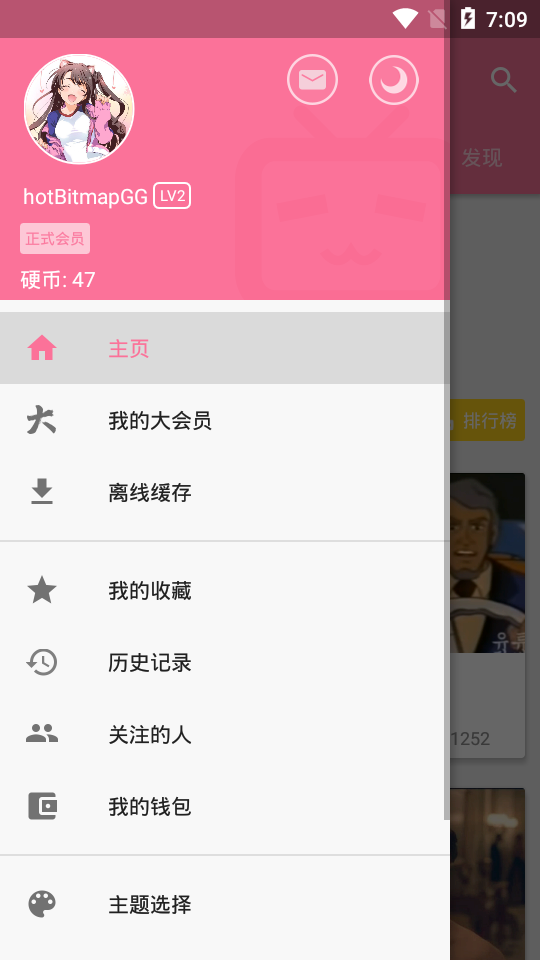 7:09
发现
hotBitmapGG LV2
正式会员
硬币: 47
主页
我的大会员
排行榜
离线缓存
我的收藏
历史记录
关注的人
1252
我的钱包
主题选择